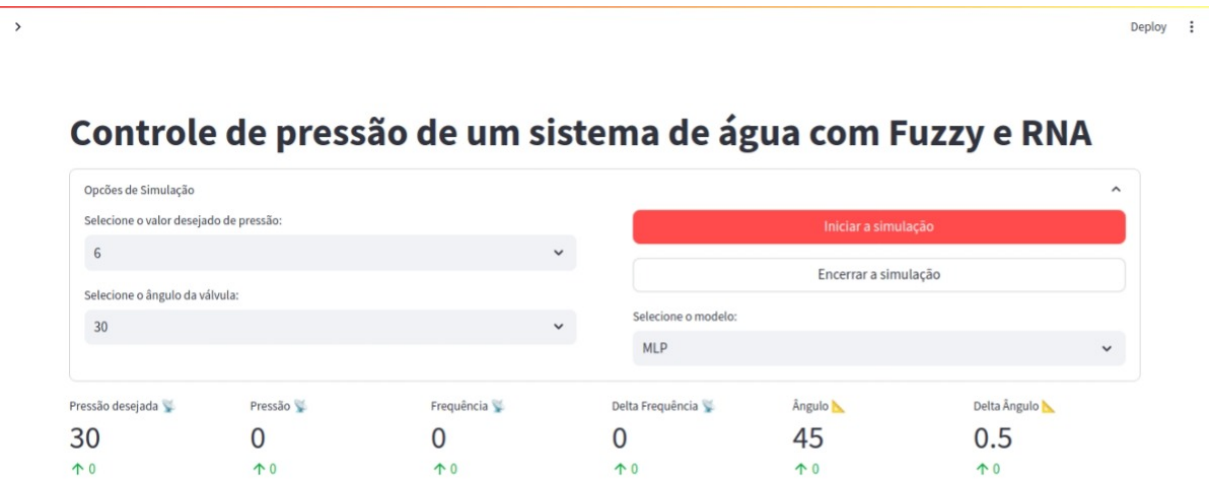 Deploy
Controle de pressão de um sistema de água com Fuzzy e RNA
Opcões de Simulação
Selecione o valor desejado de pressão:
6
Selecione o ângulo da válvula:
30
Iniciar a simulação
Encerrar a simulação
Selecione o modelo:
MLP
Pressão desejada Pressão Frequência Delta Frequência Ângulo Delta Ângulo
30 0 0 0 45 0.5
↑ 0 ↑ 0 ↑ 0 ↑ 0 ↑ 0 ↑ 0